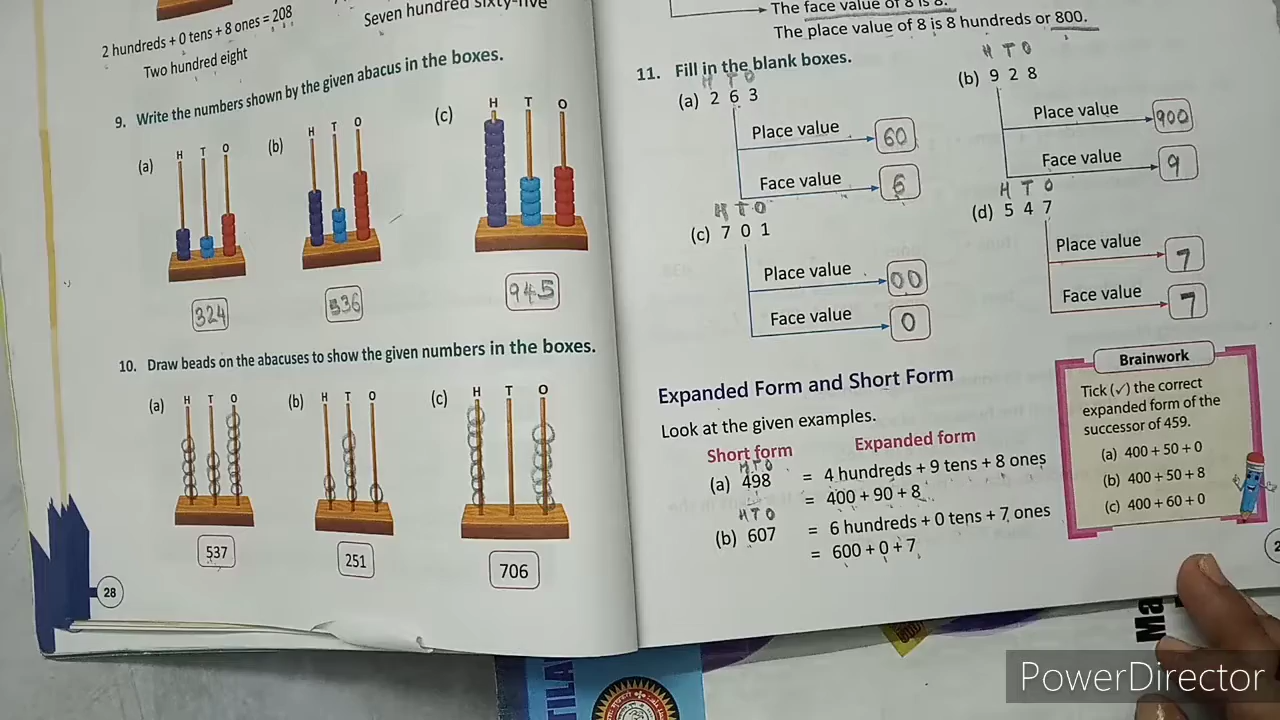 2 hundreds + 0 tens + 8 ones = 208
Two hundred eight
Seven hundred sixty-five
9. Write the numbers shown by the given abacus in the boxes.
(a) H T O
(b) H T O
(c) H T O
324
536
945
10. Draw beads on the abacuses to show the given numbers in the boxes.
(a) H T O
(b) H T O
(c) H T O
537
251
706
28
The face value of 8 is 8.
The place value of 8 is 8 hundreds or 800.
11. Fill in the blank boxes.
H T O
(a) 2 6 3
Place value 60
Face value 6
H T O
(b) 9 2 8
Place value 900
Face value 9
H T O
(c) 7 0 1
Place value 00
Face value 0
H T O
(d) 5 4 7
Place value 7
Face value 7
Expanded Form and Short Form
Look at the given examples.
Short form Expanded form
H T O
(a) 498 = 4 hundreds + 9 tens + 8 ones
= 400 + 90 + 8
H T O
(b) 607 = 6 hundreds + 0 tens + 7 ones
= 600 + 0 + 7
Brainwork
Tick (✓) the correct
expanded form of the
successor of 459.
(a) 400 + 50 + 0
(b) 400 + 50 + 8
(c) 400 + 60 + 0
Ma
PowerDirector